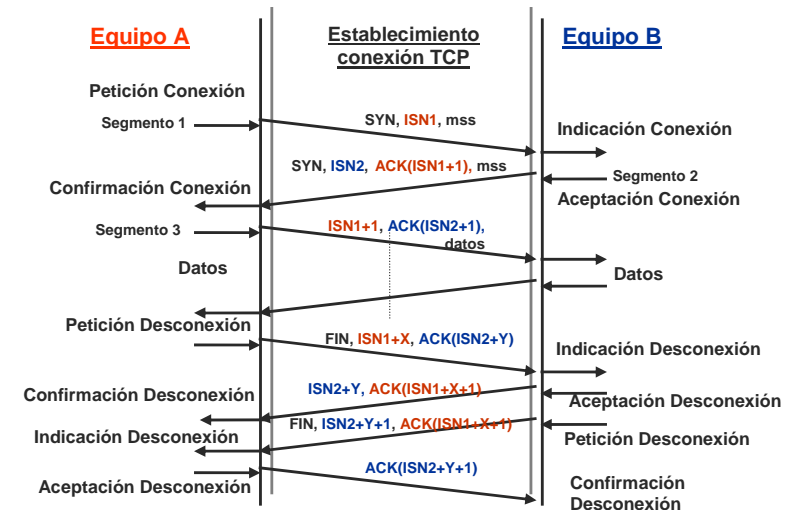 Equipo A
Establecimiento
conexión TCP
Equipo B
Petición Conexión
Segmento 1
SYN, ISN1, mss
Indicación Conexión
SYN, ISN2, ACK(ISN1+1), mss
Segmento 2
Confirmación Conexión
Aceptación Conexión
Segmento 3
ISN1+1, ACK(ISN2+1),
datos
Datos
Datos
Petición Desconexión
FIN, ISN1+X, ACK(ISN2+Y)
Indicación Desconexión
Confirmación Desconexión
ISN2+Y, ACK(ISN1+X+1)
Aceptación Desconexión
FIN, ISN2+Y+1, ACK(ISN1+X+1)
Indicación Desconexión
Petición Desconexión
ACK(ISN2+Y+1)
Aceptación Desconexión
Confirmación
Desconexión